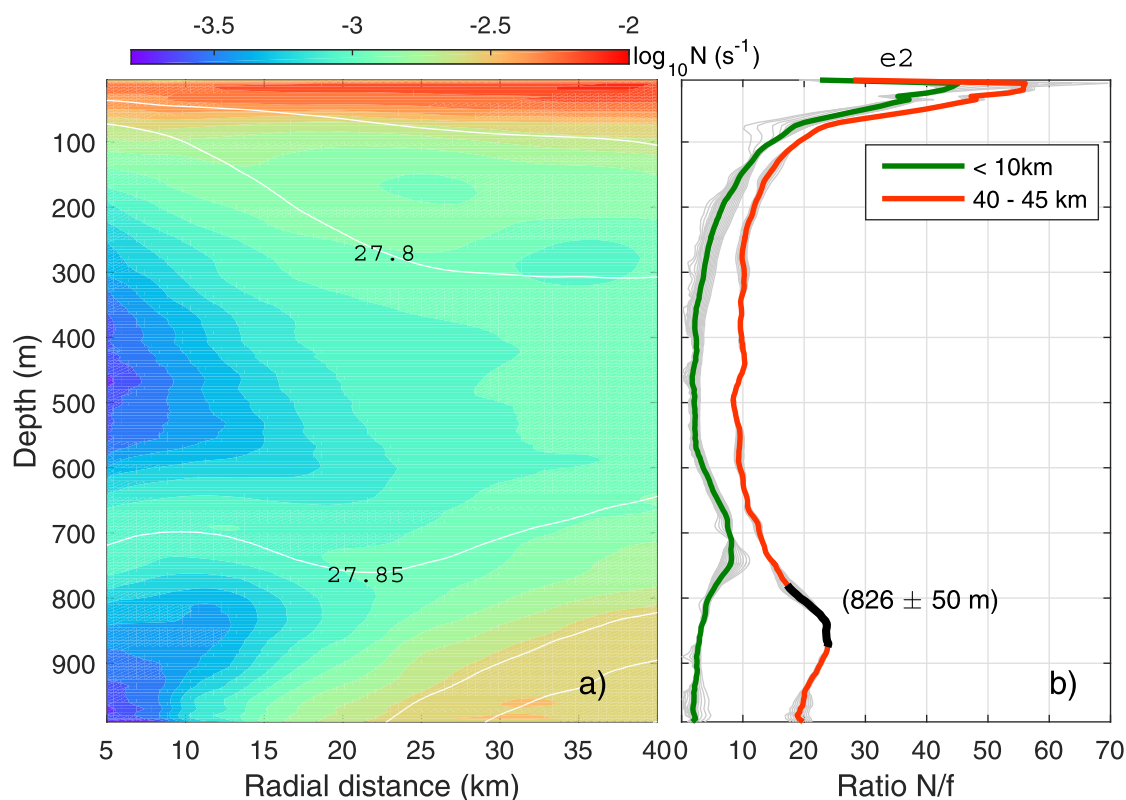 -3.5 -3 -2.5 -2
log10N (s-1)
e2
100
200
300
400
500
600
700
800
900
Depth (m)
27.8
27.85
a)
5 10 15 20 25 30 35 40
Radial distance (km)
< 10km
40 - 45 km
(826 ± 50 m)
b)
0 10 20 30 40 50 60 70
Ratio N/f